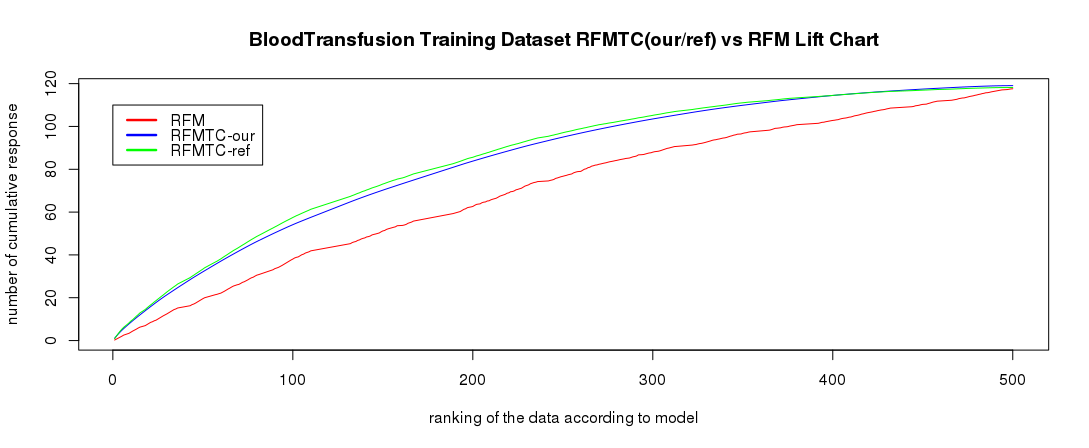 BloodTransfusion Training Dataset RFMTC(our/ref) vs RFM Lift Chart
number of cumulative response
120
100
80
60
40
20
0
RFM
RFMTC-our
RFMTC-ref
0 100 200 300 400 500
ranking of the data according to model